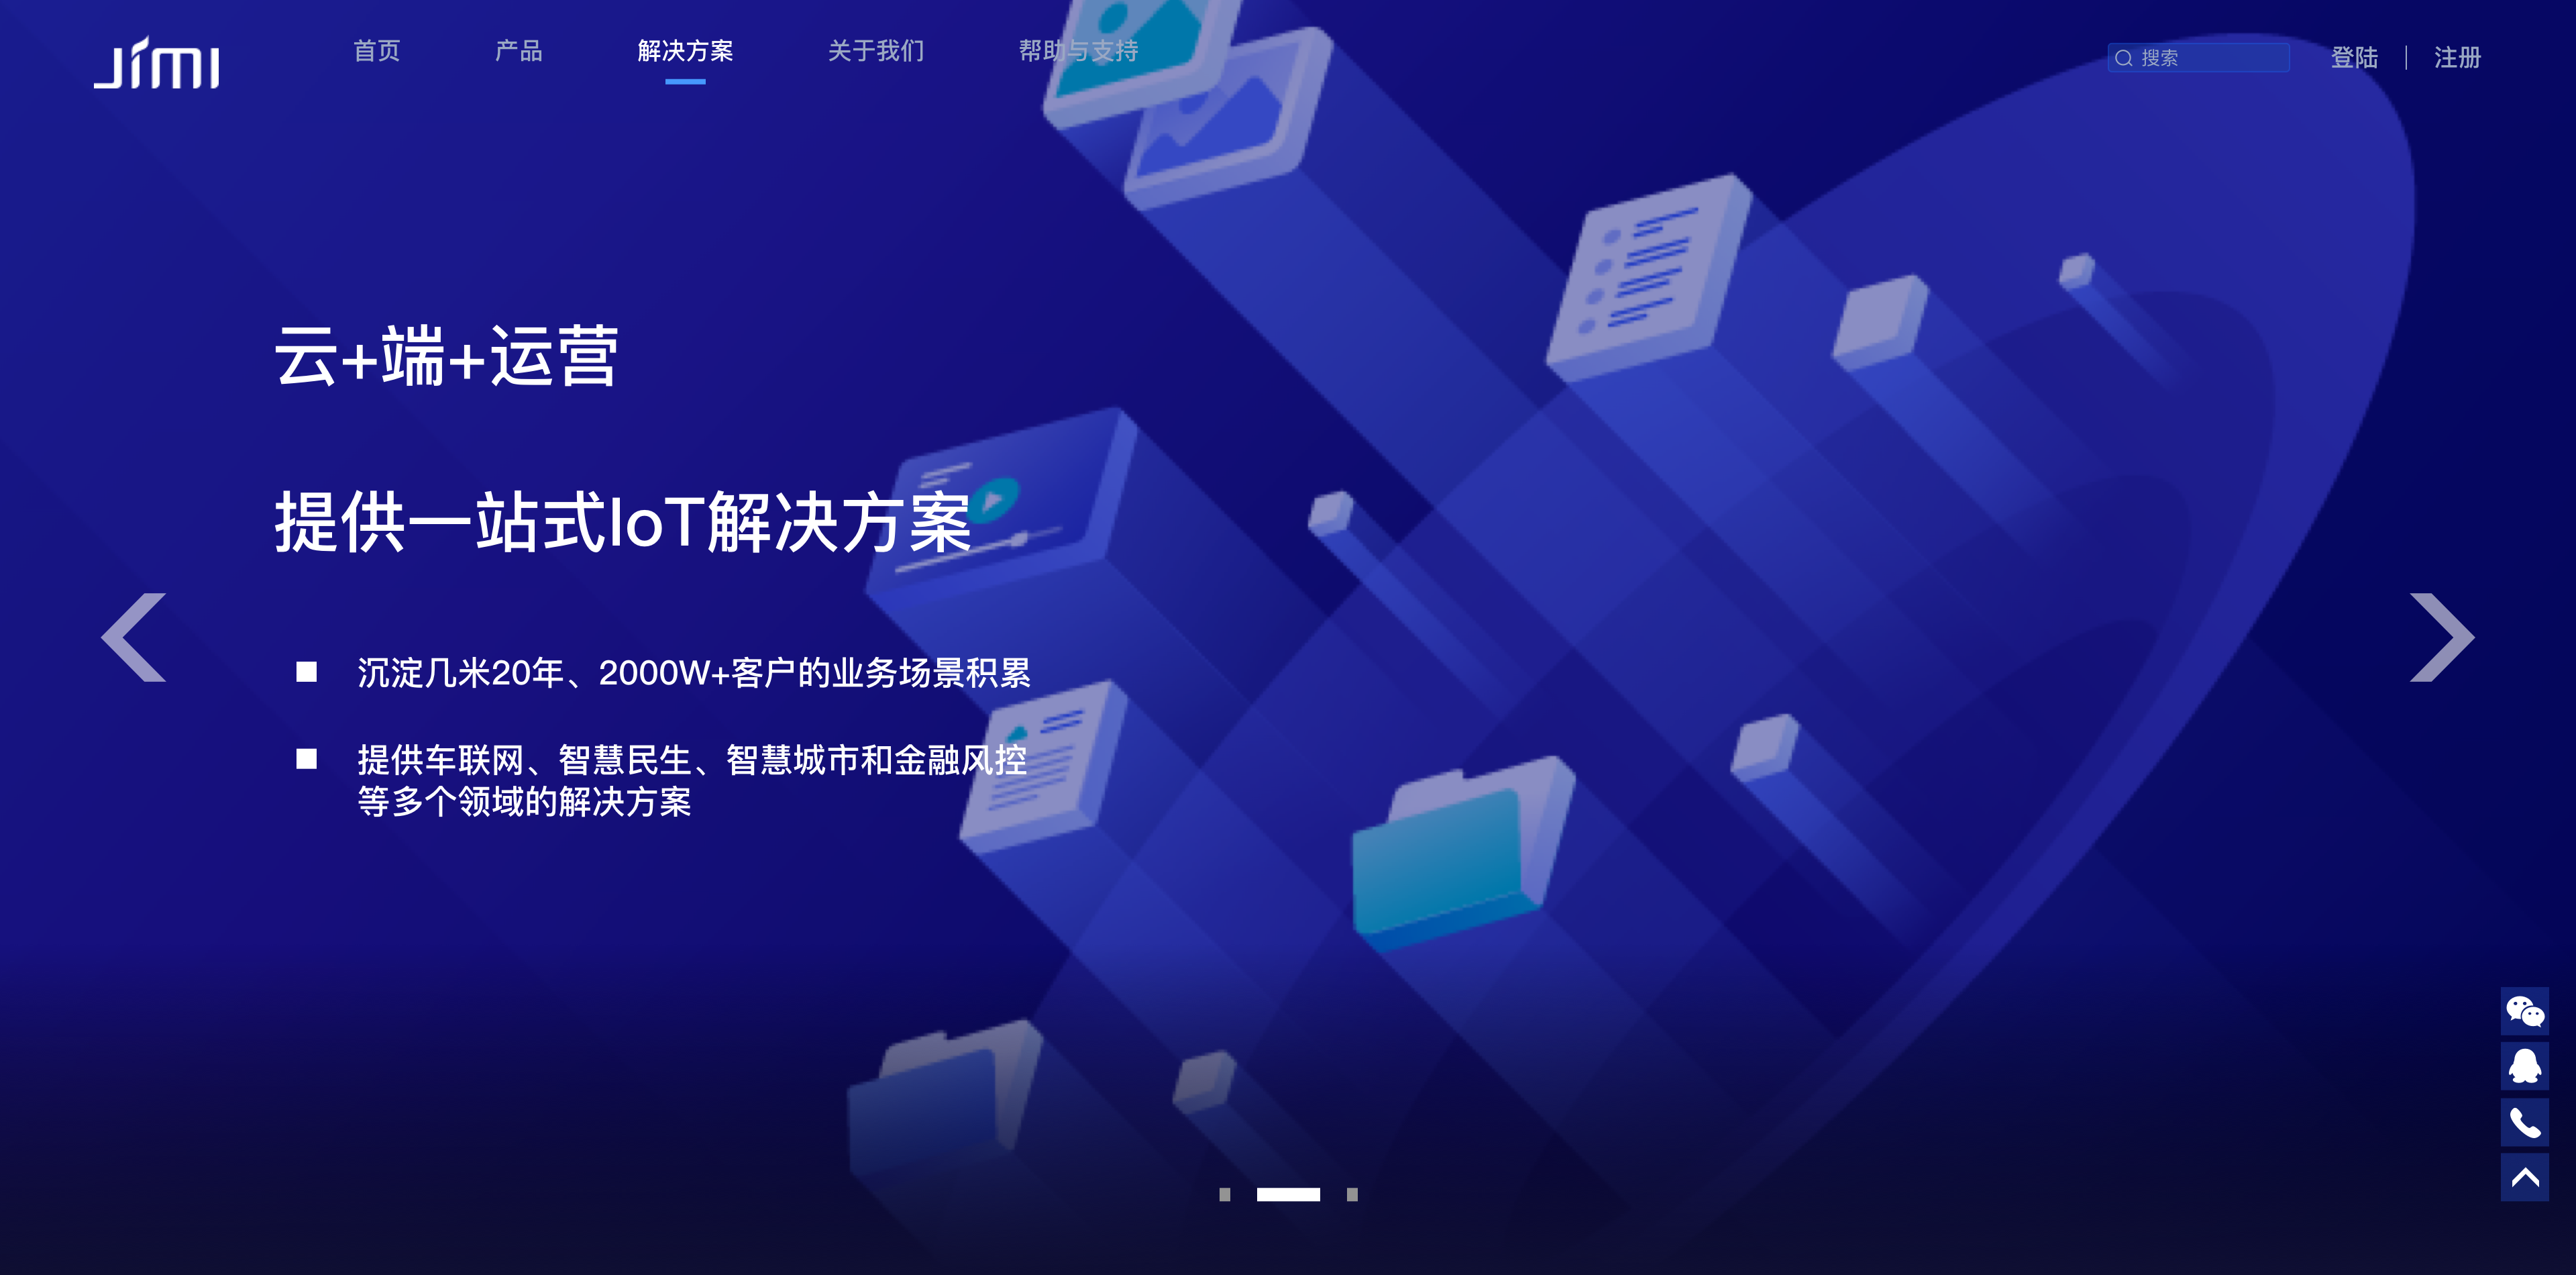 JIMI
首页
产品
解决方案
关于我们
帮助与支持
搜索
登陆
注册
云+端+运营
提供一站式IoT解决方案
沉淀几米20年、2000W+客户的业务场景积累
提供车联网、智慧民生、智慧城市和金融风控
等多个领域的解决方案